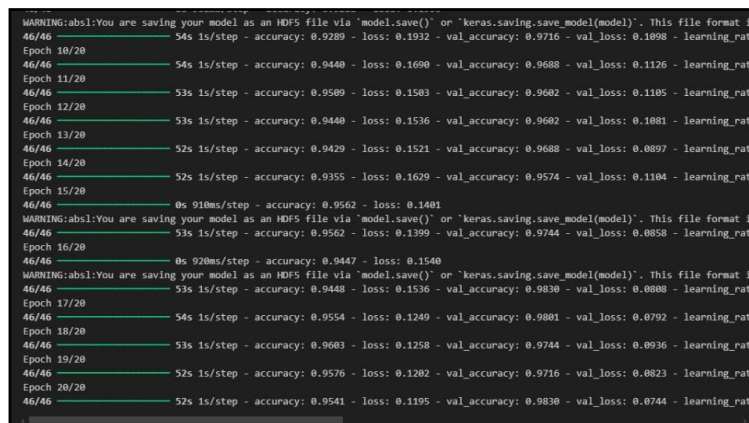 WARNING:absl:You are saving your model as an HDF5 file via `model.save()` or `keras.saving.save_model(model)`. This file format i
46/46 54s 1s/step - accuracy: 0.9289 - loss: 0.1932 - val_accuracy: 0.9716 - val_loss: 0.1098 - learning_rat
Epoch 10/20
46/46 54s 1s/step - accuracy: 0.9440 - loss: 0.1690 - val_accuracy: 0.9688 - val_loss: 0.1126 - learning_rat
Epoch 11/20
46/46 53s 1s/step - accuracy: 0.9509 - loss: 0.1503 - val_accuracy: 0.9602 - val_loss: 0.1105 - learning_rat
Epoch 12/20
46/46 53s 1s/step - accuracy: 0.9440 - loss: 0.1536 - val_accuracy: 0.9602 - val_loss: 0.1081 - learning_rat
Epoch 13/20
46/46 52s 1s/step - accuracy: 0.9429 - loss: 0.1521 - val_accuracy: 0.9688 - val_loss: 0.0897 - learning_rat
Epoch 14/20
46/46 52s 1s/step - accuracy: 0.9355 - loss: 0.1629 - val_accuracy: 0.9574 - val_loss: 0.1104 - learning_rat
Epoch 15/20
46/46 0s 910ms/step - accuracy: 0.9562 - loss: 0.1401
WARNING:absl:You are saving your model as an HDF5 file via `model.save()` or `keras.saving.save_model(model)`. This file format i
46/46 53s 1s/step - accuracy: 0.9562 - loss: 0.1399 - val_accuracy: 0.9744 - val_loss: 0.0858 - learning_rat
Epoch 16/20
46/46 0s 920ms/step - accuracy: 0.9447 - loss: 0.1540
WARNING:absl:You are saving your model as an HDF5 file via `model.save()` or `keras.saving.save_model(model)`. This file format i
46/46 53s 1s/step - accuracy: 0.9448 - loss: 0.1536 - val_accuracy: 0.9830 - val_loss: 0.0808 - learning_rat
Epoch 17/20
46/46 54s 1s/step - accuracy: 0.9554 - loss: 0.1249 - val_accuracy: 0.9801 - val_loss: 0.0792 - learning_rat
Epoch 18/20
46/46 53s 1s/step - accuracy: 0.9603 - loss: 0.1258 - val_accuracy: 0.9744 - val_loss: 0.0936 - learning_rat
Epoch 19/20
46/46 52s 1s/step - accuracy: 0.9576 - loss: 0.1202 - val_accuracy: 0.9716 - val_loss: 0.0823 - learning_rat
Epoch 20/20
46/46 52s 1s/step - accuracy: 0.9541 - loss: 0.1195 - val_accuracy: 0.9830 - val_loss: 0.0744 - learning_rat